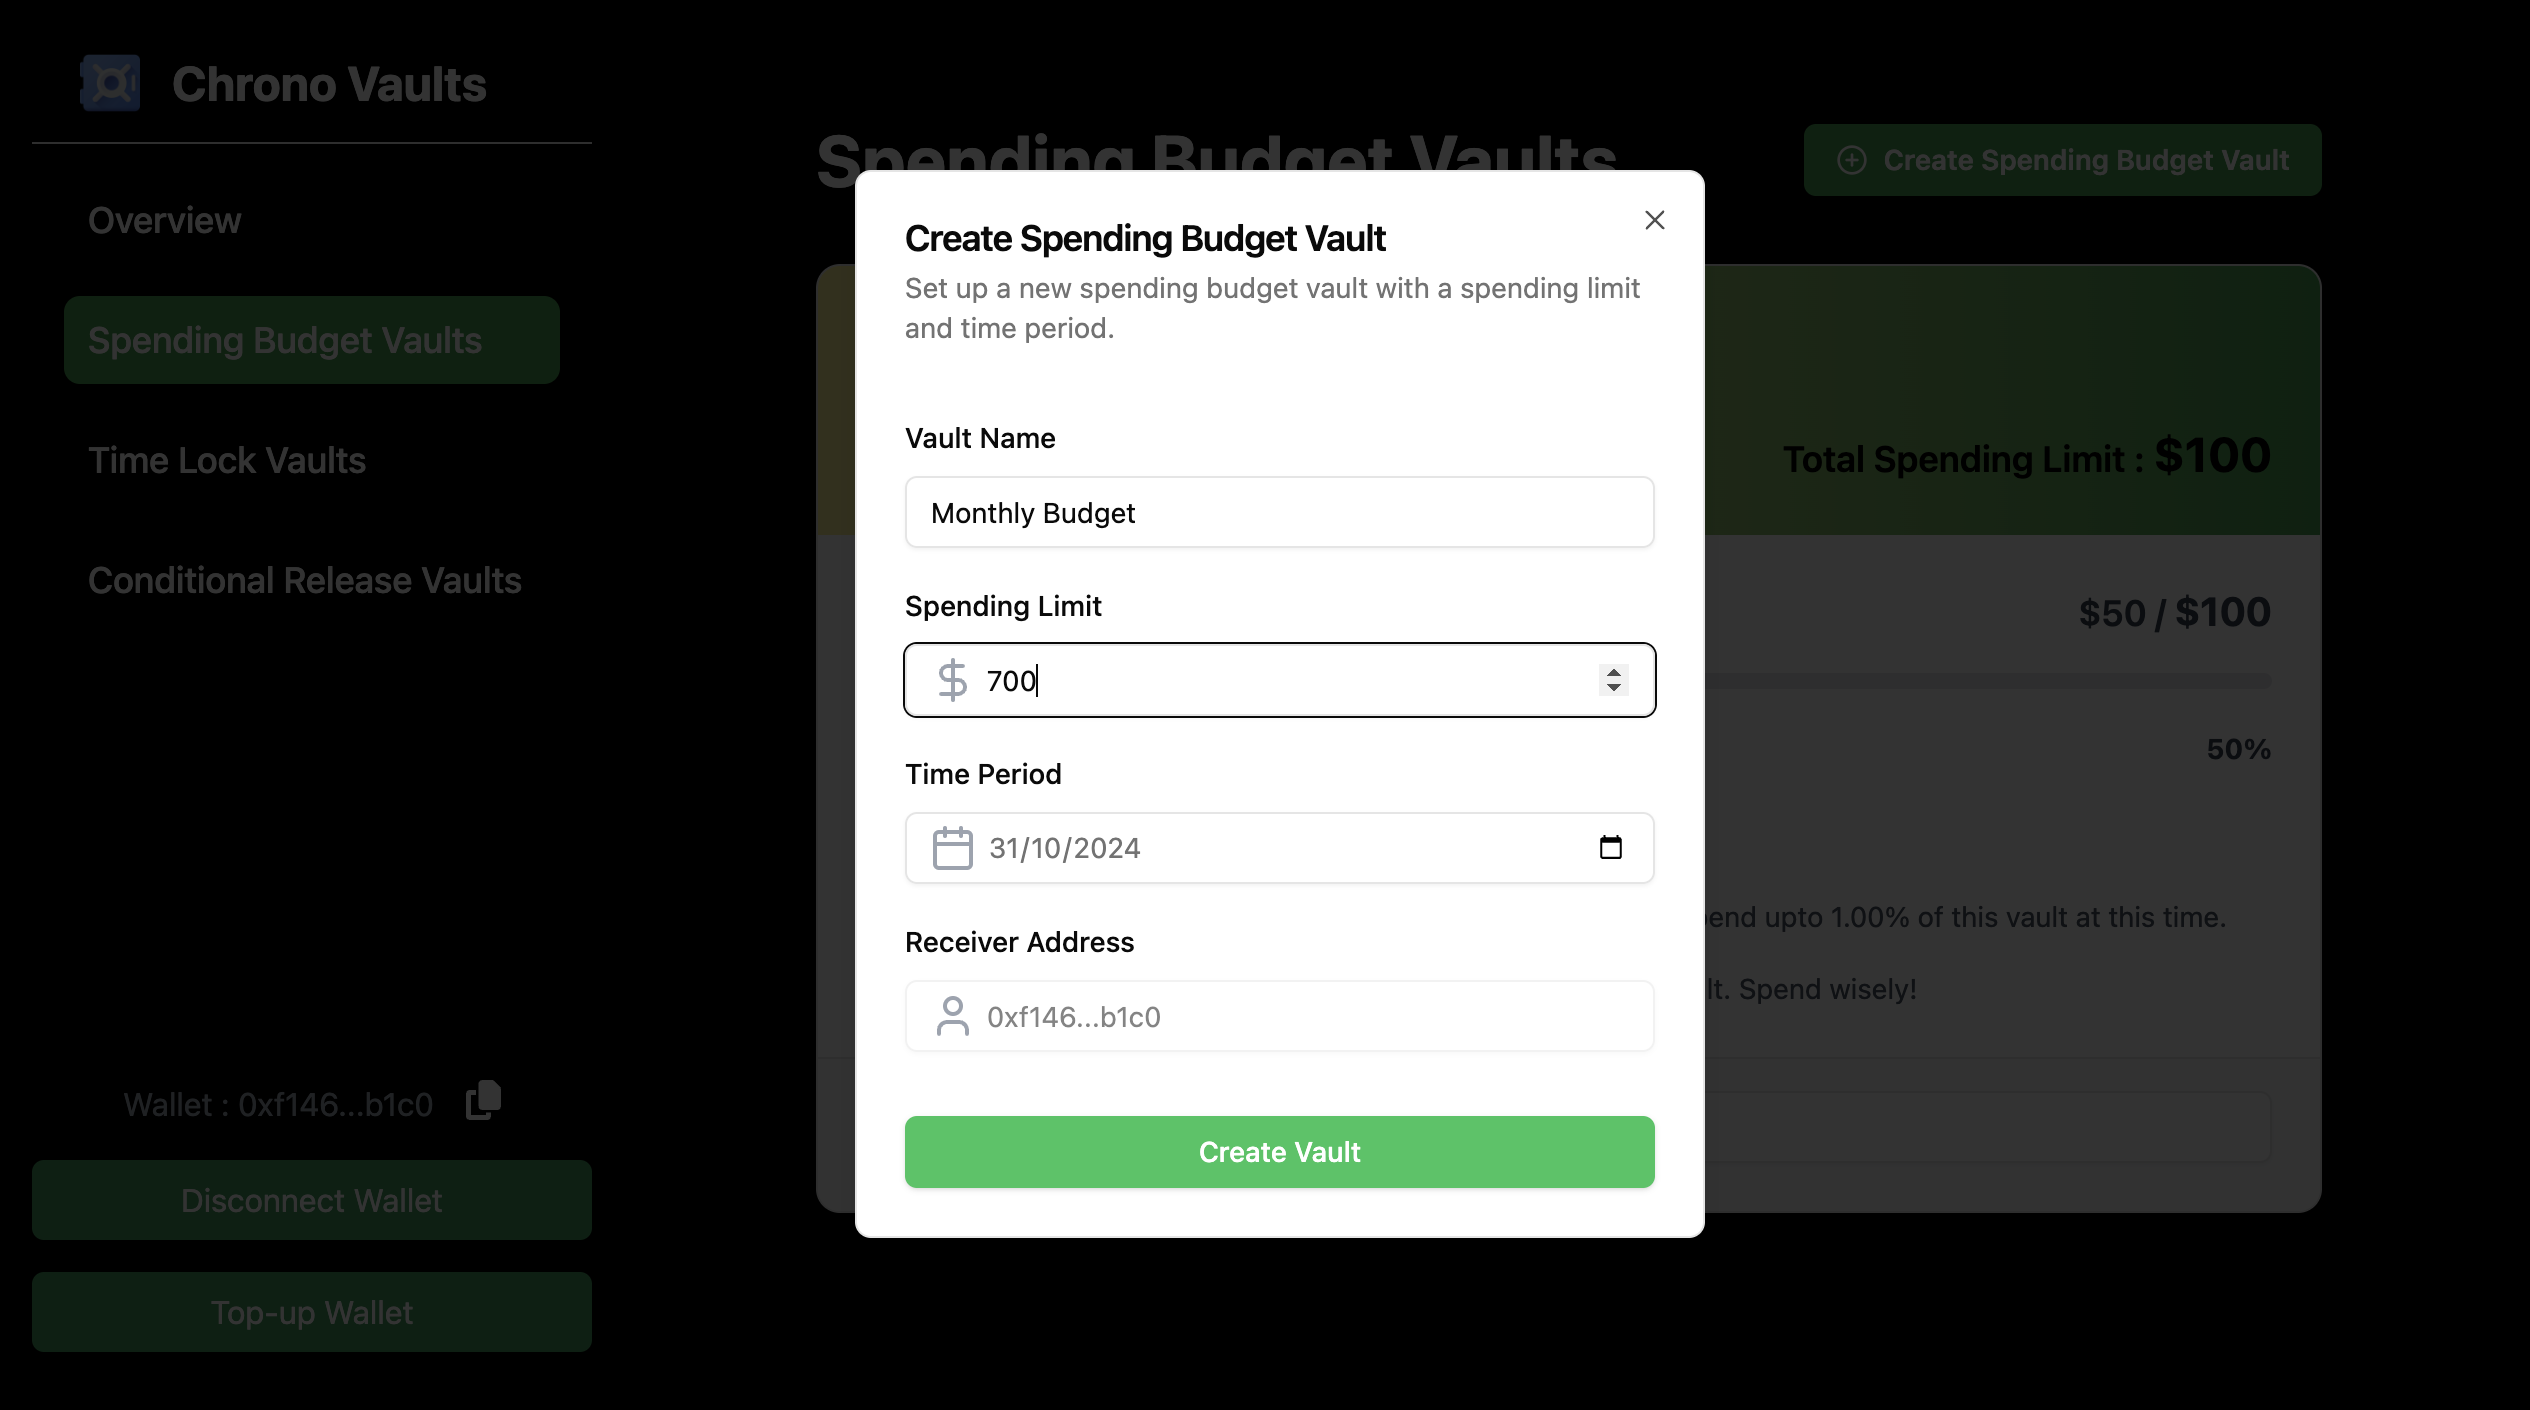 Chrono Vaults
Overview
Spending Budget Vaults
Time Lock Vaults
Conditional Release Vaults
Wallet : 0xf146...b1c0
Disconnect Wallet
Top-up Wallet
Spending Budget Vaults
Create Spending Budget Vault
Total Spending Limit : $100
$50 / $100
50%
upto 1.00% of this vault at this time.
Spend wisely!
Create Spending Budget Vault
Set up a new spending budget vault with a spending limit
and time period.
Vault Name
Monthly Budget
Spending Limit
$ 700
Time Period
31/10/2024
Receiver Address
0xf146...b1c0
Create Vault